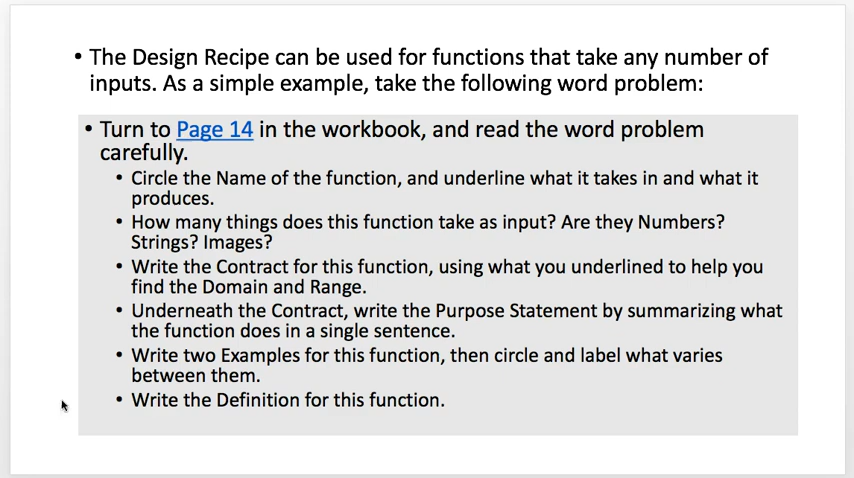 • The Design Recipe can be used for functions that take any number of
inputs. As a simple example, take the following word problem:
• Turn to Page 14 in the workbook, and read the word problem
carefully.
• Circle the Name of the function, and underline what it takes in and what it
produces.
• How many things does this function take as input? Are they Numbers?
Strings? Images?
• Write the Contract for this function, using what you underlined to help you
find the Domain and Range.
• Underneath the Contract, write the Purpose Statement by summarizing what
the function does in a single sentence.
• Write two Examples for this function, then circle and label what varies
between them.
• Write the Definition for this function.